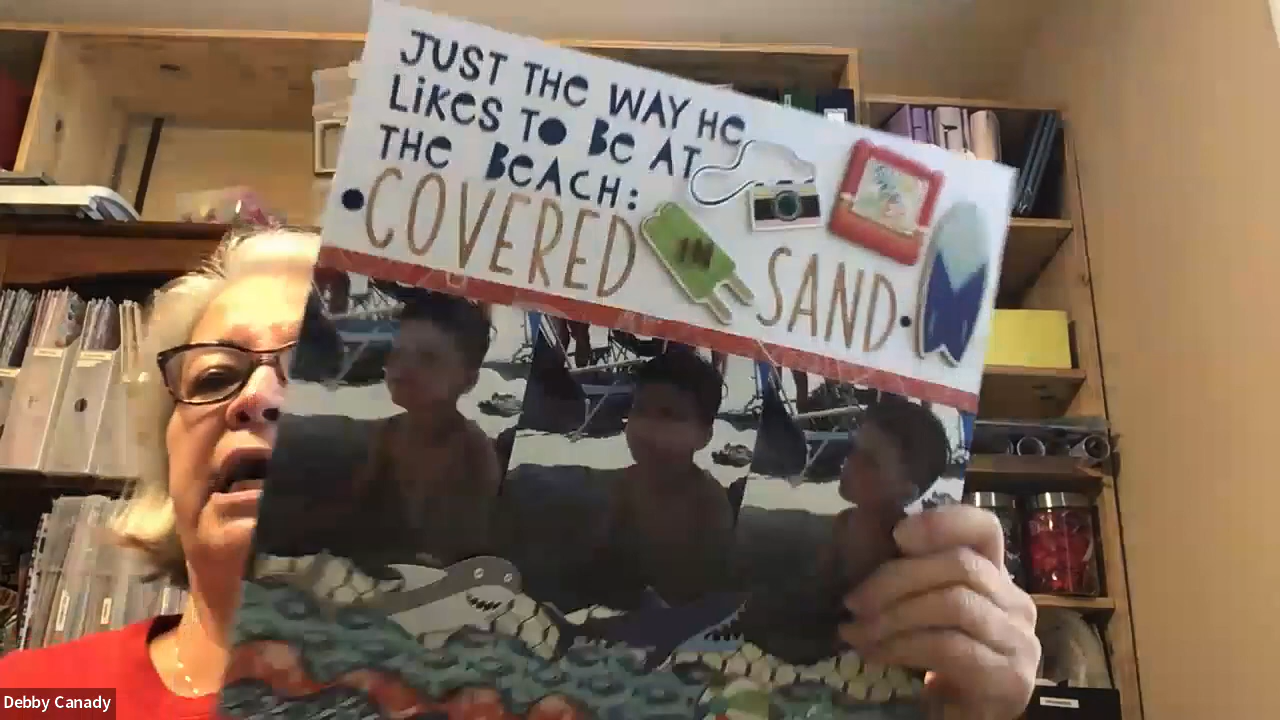 JUST THE WAY HE
LIKES TO BE AT
THE BEACH:
COVERED IN SAND
Debby Canady